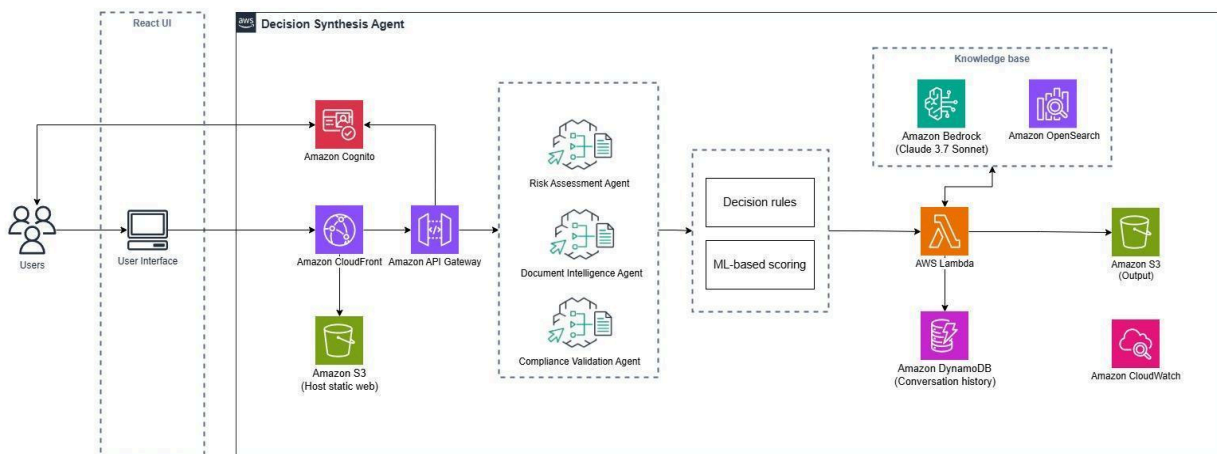 React UI
aws
Decision Synthesis Agent
Knowledge base
Amazon Bedrock
(Claude 3.7 Sonnet)
Amazon OpenSearch
Amazon Cognito
Risk Assessment Agent
Decision rules
Users
User Interface
Amazon CloudFront
Amazon API Gateway
Document Intelligence Agent
ML-based scoring
AWS Lambda
Amazon S3
(Output)
Amazon S3
(Host static web)
Compliance Validation Agent
Amazon DynamoDB
(Conversation history)
Amazon CloudWatch